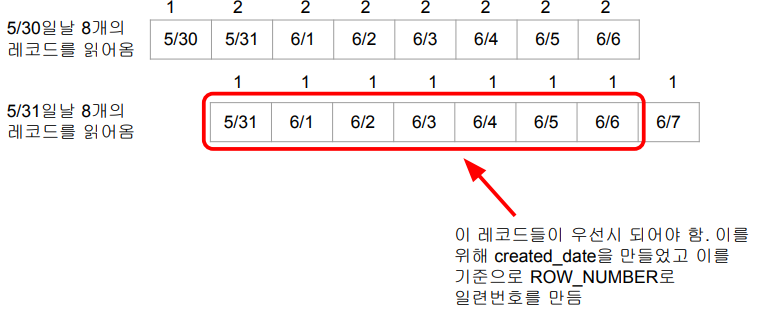 1 2 2 2 2 2 2 2
5/30일날 8개의
레코드를 읽어옴
5/30 5/31 6/1 6/2 6/3 6/4 6/5 6/6
1 1 1 1 1 1 1 1
5/31일날 8개의
레코드를 읽어옴
5/31 6/1 6/2 6/3 6/4 6/5 6/6 6/7
이 레코드들이 우선시 되어야 함. 이를
위해 created_date을 만들었고 이를
기준으로 ROW_NUMBER로
일련번호를 만듬